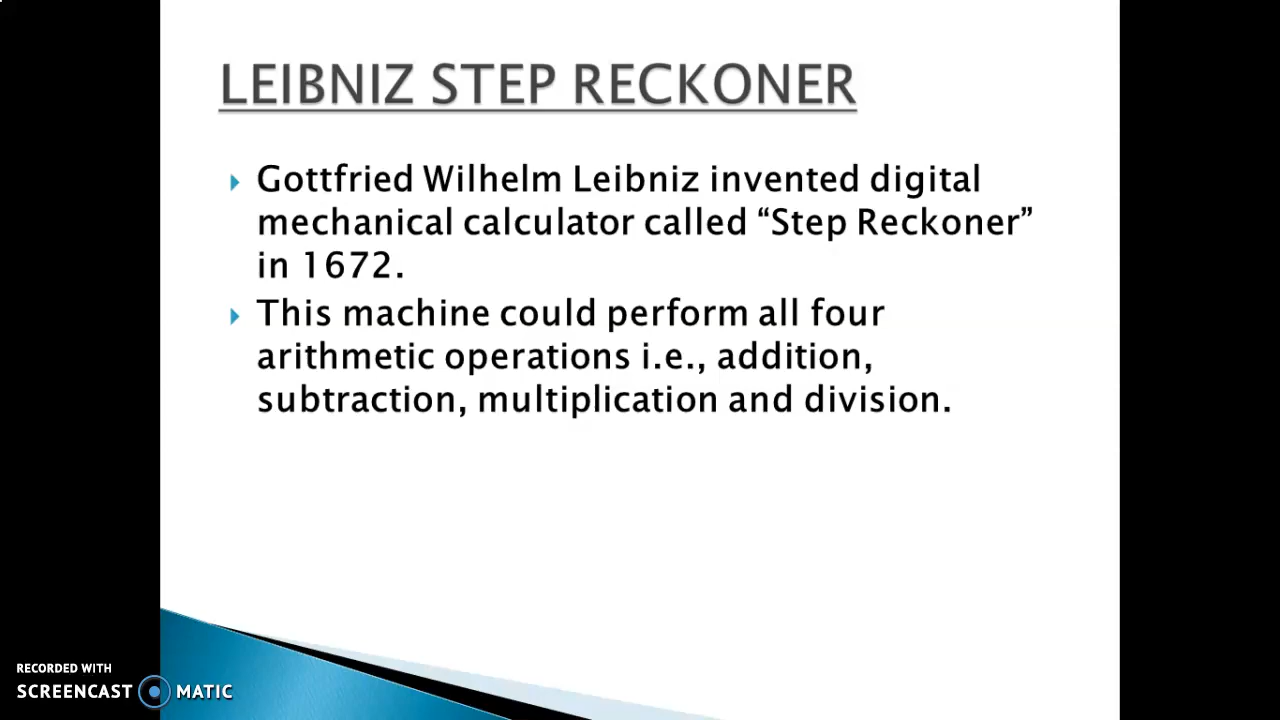 LEIBNIZ STEP RECKONER
Gottfried Wilhelm Leibniz invented digital
mechanical calculator called “Step Reckoner”
in 1672.
This machine could perform all four
arithmetic operations i.e., addition,
subtraction, multiplication and division.
RECORDED WITH
SCREENCAST MATIC